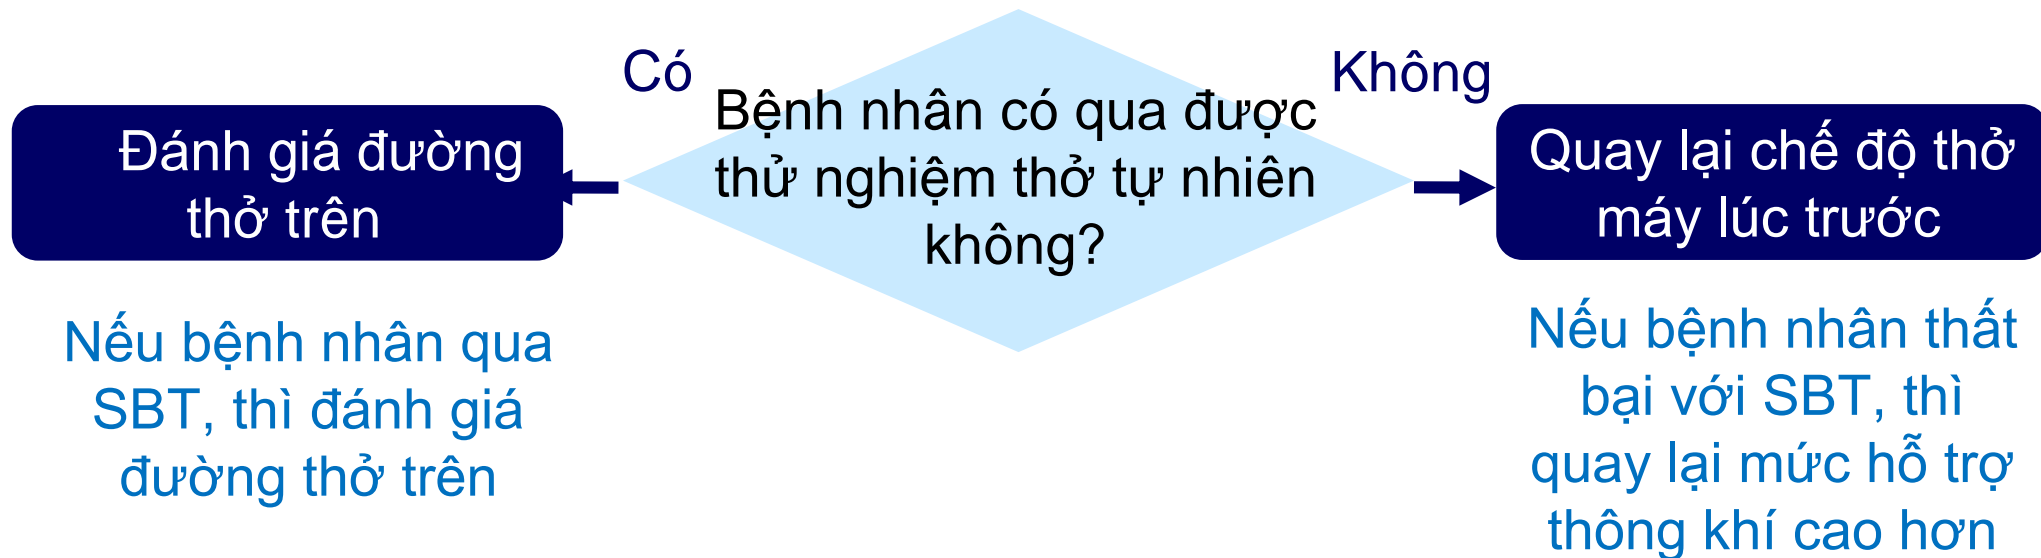 Có
Không
Bệnh nhân có qua được
thử nghiệm thở tự nhiên
không?
Đánh giá đường
thở trên
Quay lại chế độ thở
máy lúc trước
Nếu bệnh nhân qua
SBT, thì đánh giá
đường thở trên
Nếu bệnh nhân thất
bại với SBT, thì
quay lại mức hỗ trợ
thông khí cao hơn